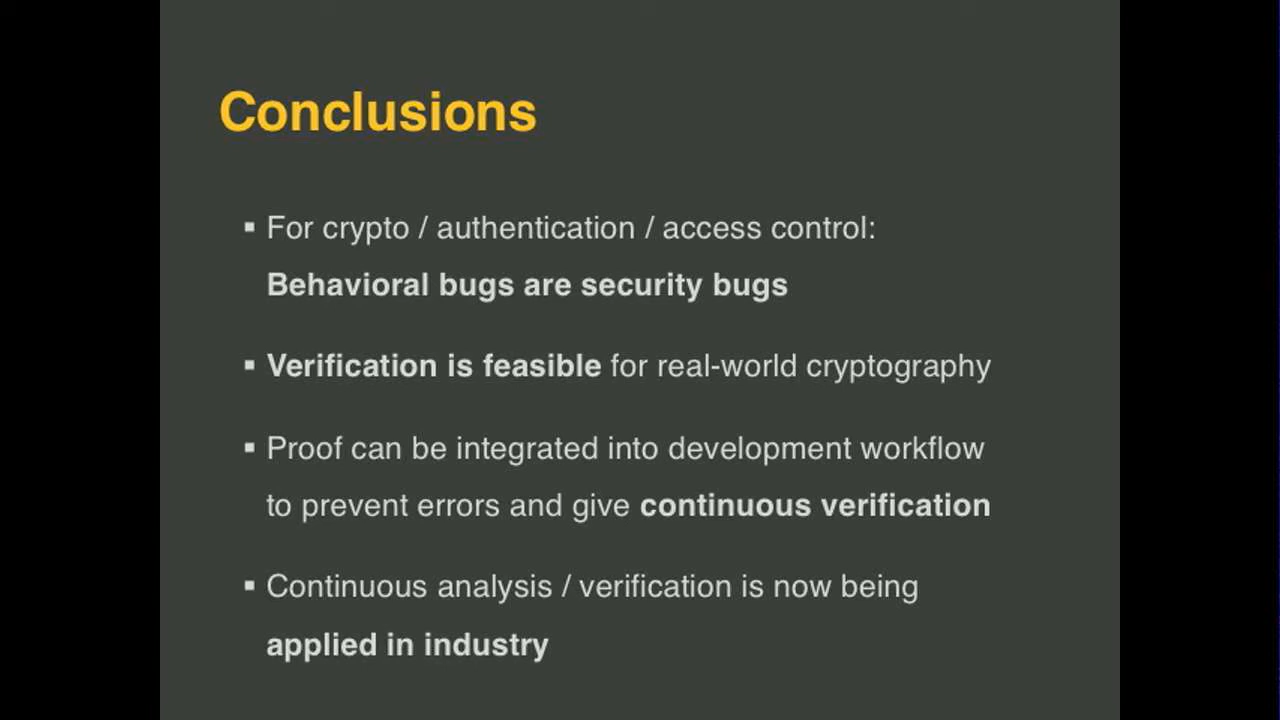 Conclusions
▪ For crypto / authentication / access control:
Behavioral bugs are security bugs
▪ Verification is feasible for real-world cryptography
▪ Proof can be integrated into development workflow
to prevent errors and give continuous verification
▪ Continuous analysis / verification is now being
applied in industry